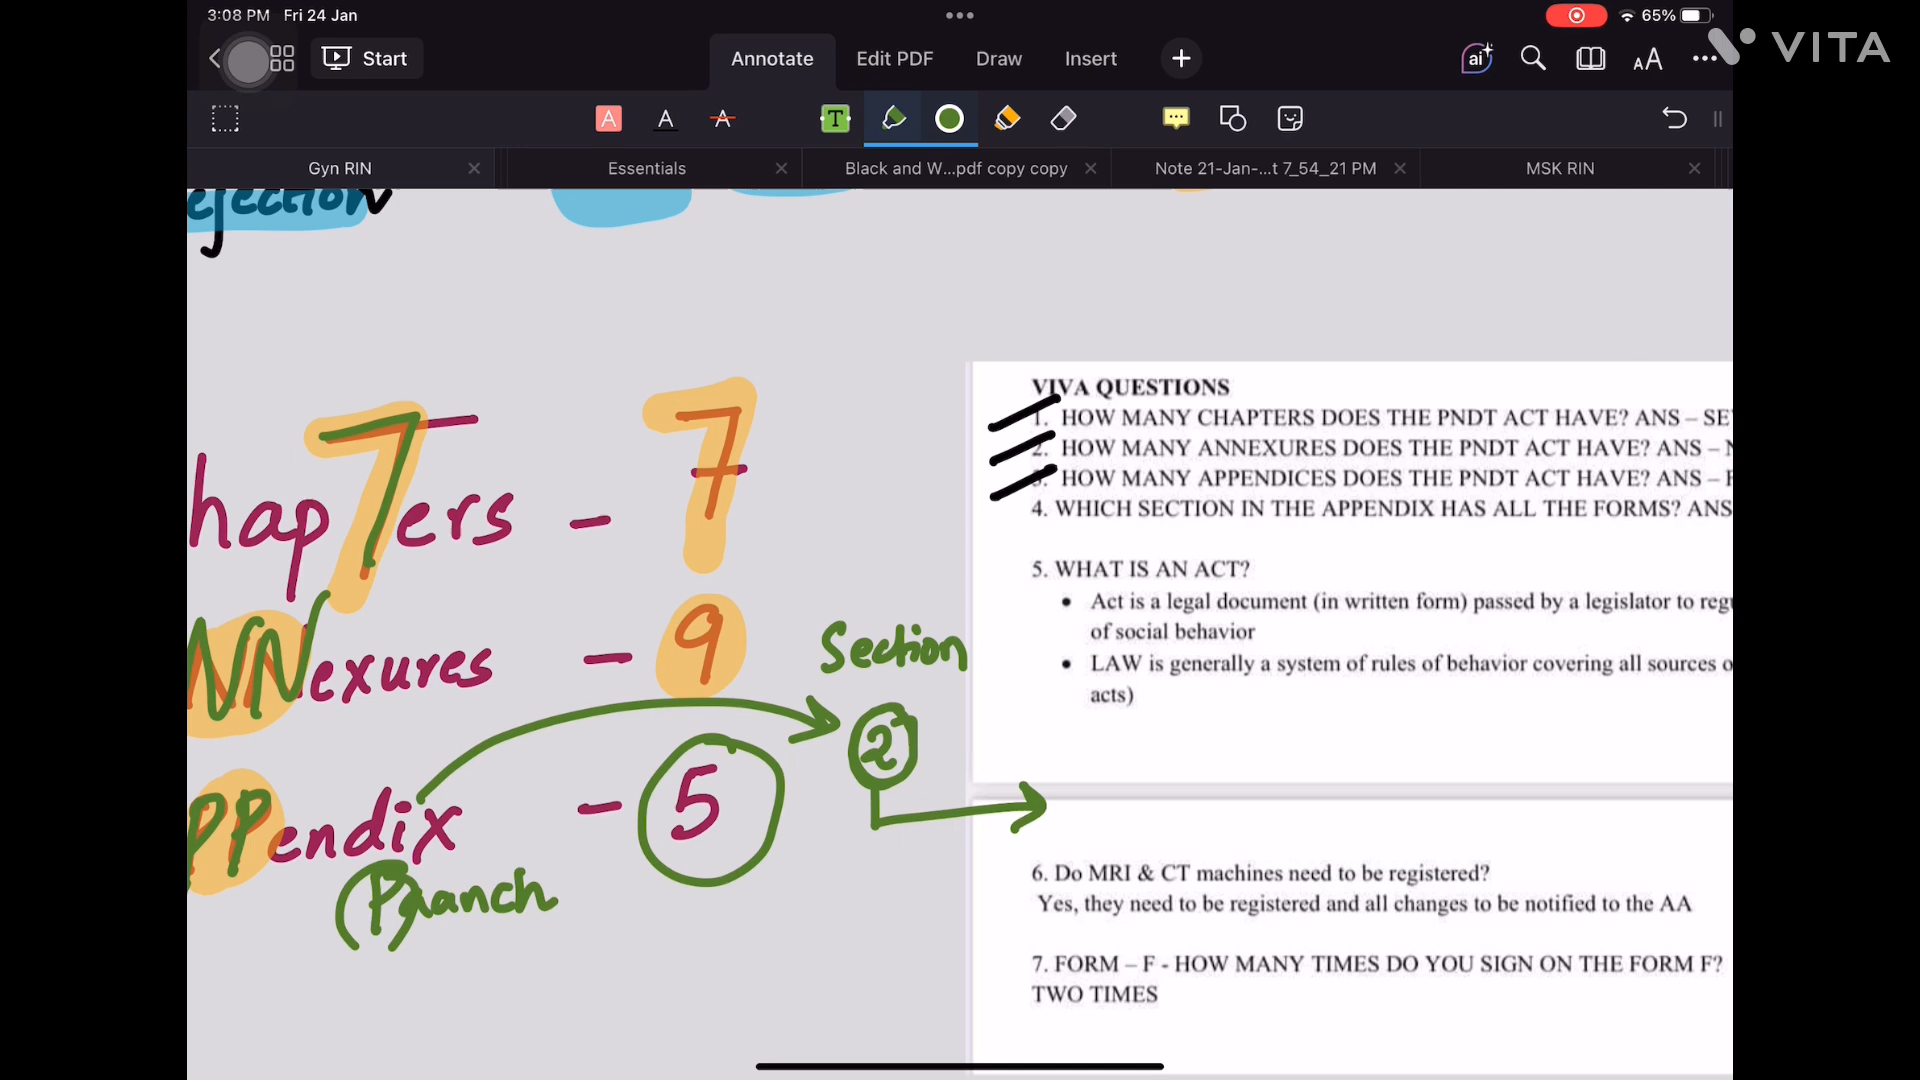 3:08 PM Fri 24 Jan
65%
VITA
Start
Annotate
Edit PDF
Draw
Insert
ai
AA
A A A T
Gyn RIN
Essentials
Black and W...pdf copy copy
Note 21-Jan-...t 7_54_21 PM
MSK RIN
ejection
hapTers - 7
NNexures - 9
PPendix - 5
(P)ranch
Section
2
VIVA QUESTIONS
1. HOW MANY CHAPTERS DOES THE PNDT ACT HAVE? ANS – SE
2. HOW MANY ANNEXURES DOES THE PNDT ACT HAVE? ANS – N
3. HOW MANY APPENDICES DOES THE PNDT ACT HAVE? ANS – F
4. WHICH SECTION IN THE APPENDIX HAS ALL THE FORMS? ANS
5. WHAT IS AN ACT?
• Act is a legal document (in written form) passed by a legislator to reg
of social behavior
• LAW is generally a system of rules of behavior covering all sources o
acts)
6. Do MRI & CT machines need to be registered?
Yes, they need to be registered and all changes to be notified to the AA
7. FORM – F - HOW MANY TIMES DO YOU SIGN ON THE FORM F?
TWO TIMES